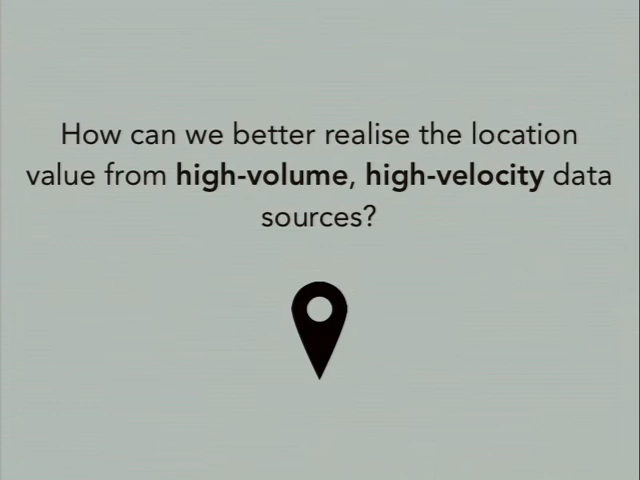 How can we better realise the location
value from high-volume, high-velocity data
sources?